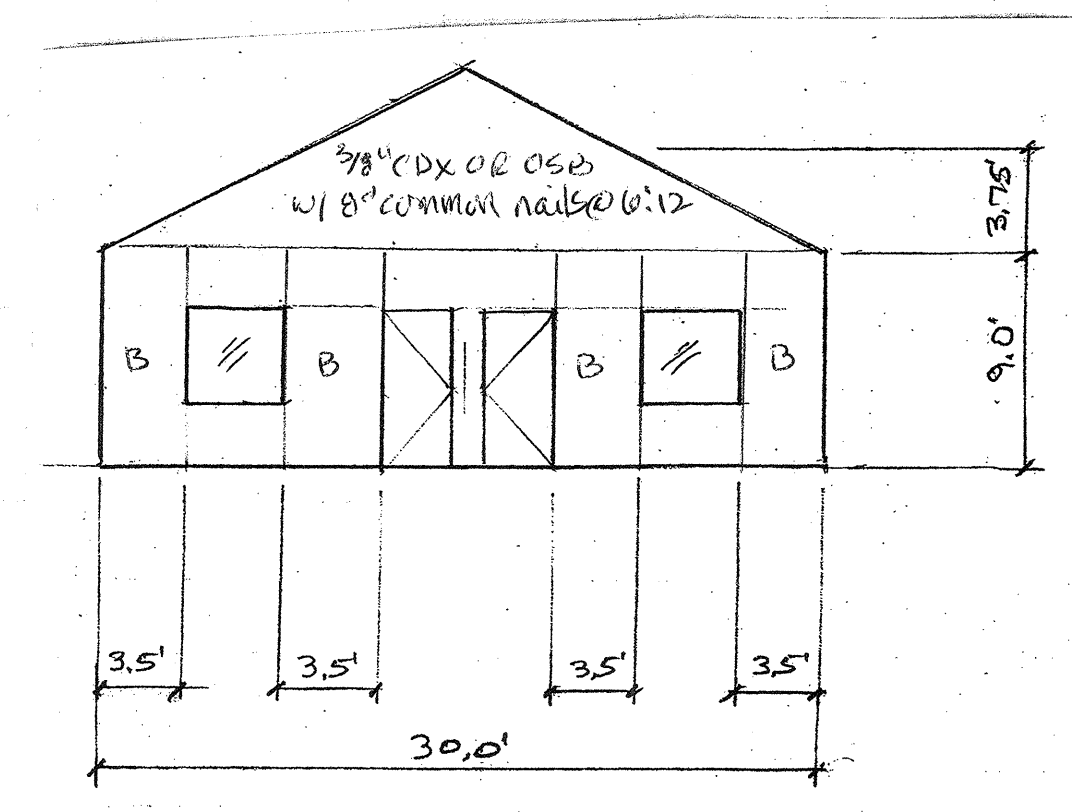 3/8" CDX OR OSB
w/ 8d common nails@6:12
3.75'
9.0'
B
B
B
B
3.5'
3.5'
3.5'
3.5'
30.0'